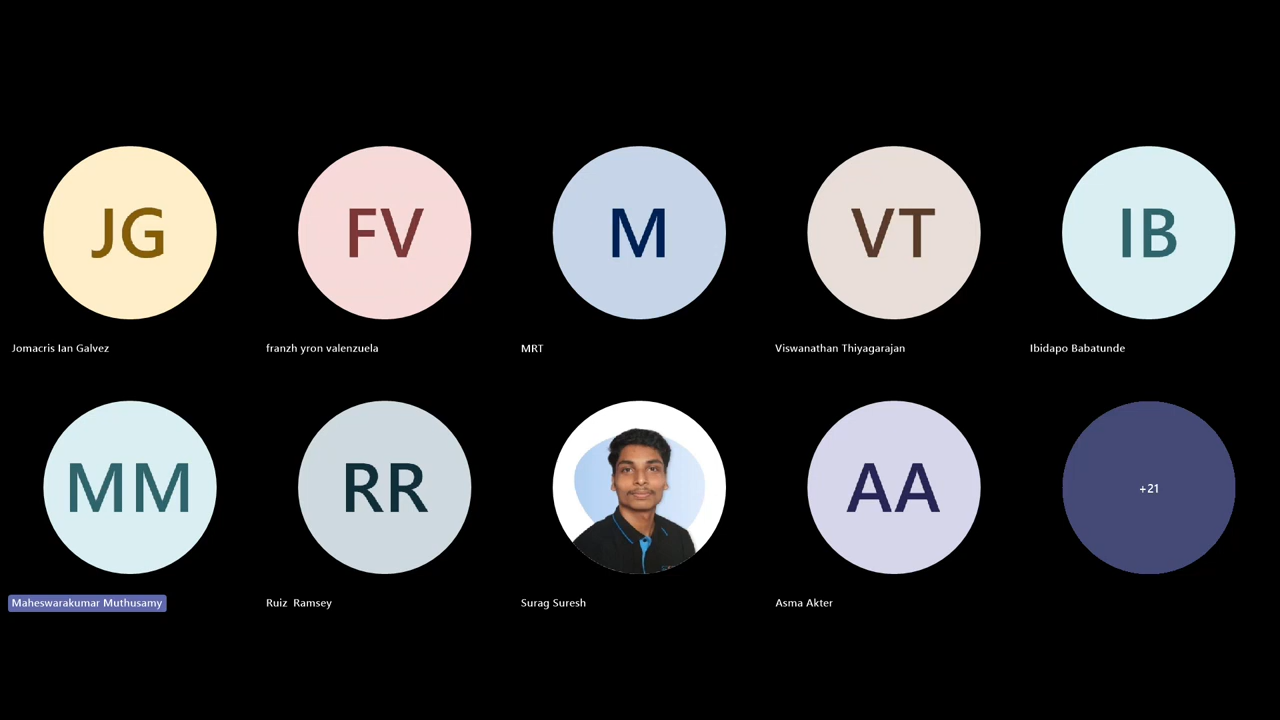 JG
FV
M
VT
IB
Jomacris Ian Galvez
franzh yron valenzuela
MRT
Viswanathan Thiyagarajan
Ibidapo Babatunde
MM
RR
AA
+21
Maheswarakumar Muthusamy
Ruiz Ramsey
Surag Suresh
Asma Akter